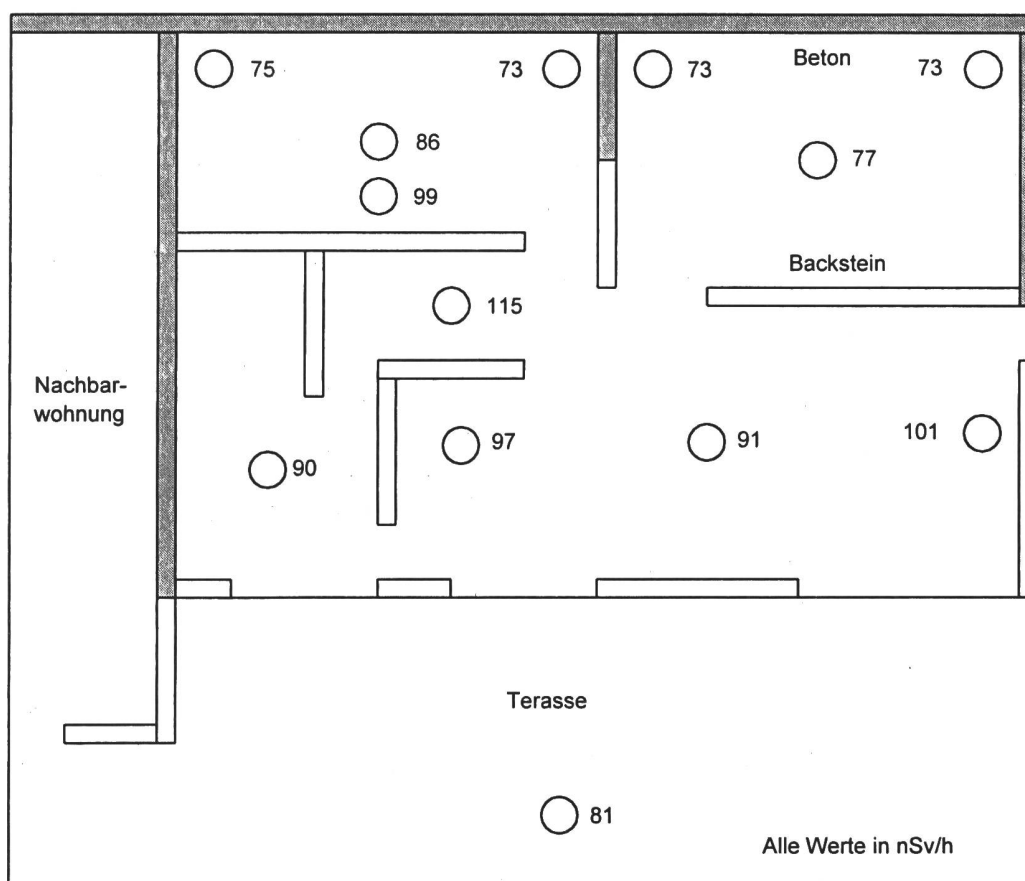 75
73
73
Beton
73
86
77
99
Backstein
115
Nachbar-
wohnung
101
97
91
90
Terasse
81
Alle Werte in nSv/h